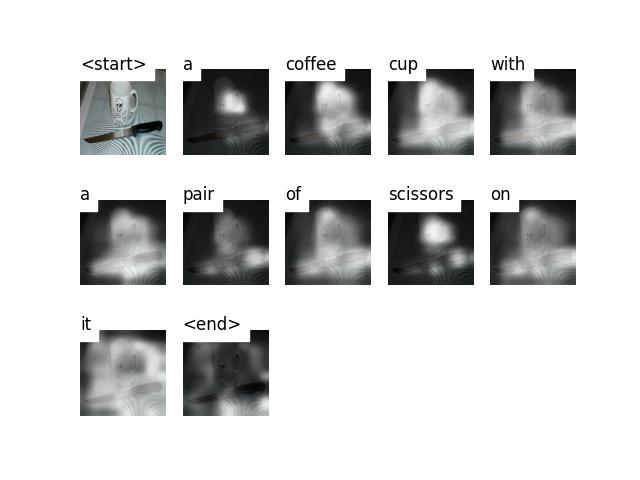 <start> a coffee cup with
a pair of scissors on
it <end>